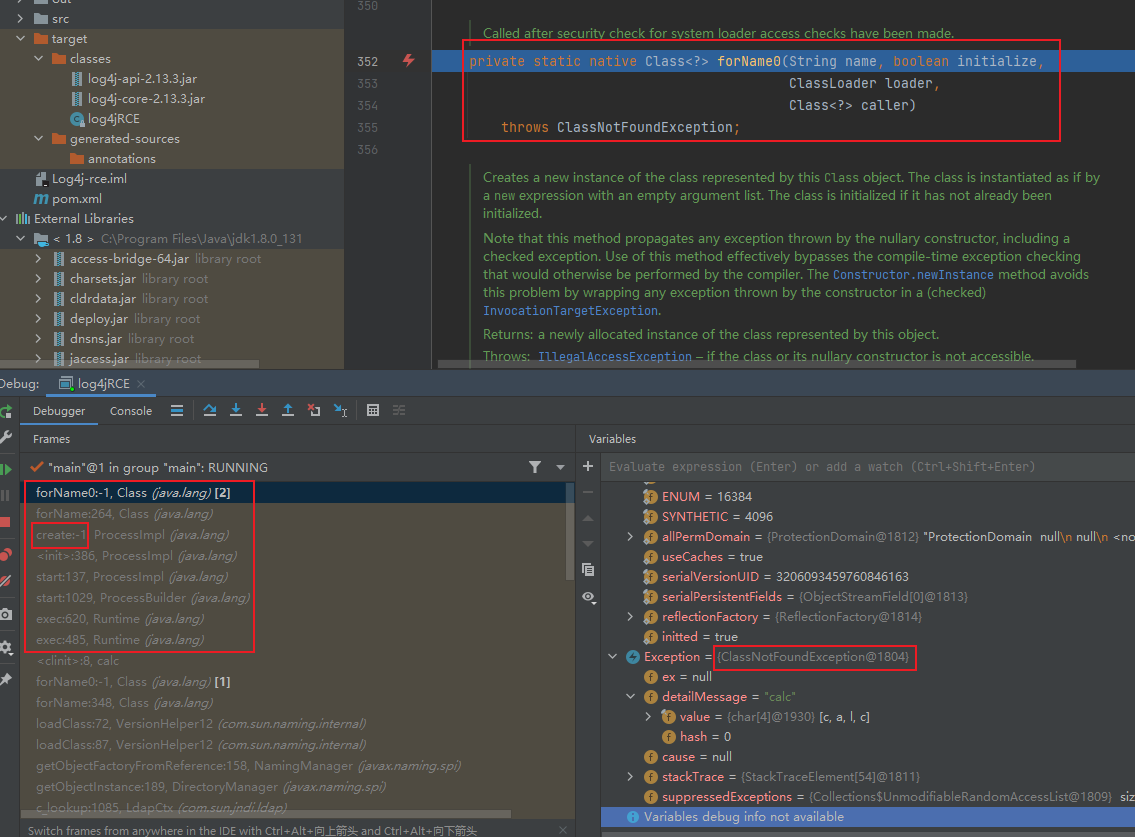 out
src
target
classes
log4j-api-2.13.3.jar
log4j-core-2.13.3.jar
log4jRCE
generated-sources
annotations
Log4j-rce.iml
pom.xml
External Libraries
< 1.8 > C:\Program Files\Java\jdk1.8.0_131
access-bridge-64.jar library root
charsets.jar library root
cldrdata.jar library root
deploy.jar library root
dnsns.jar library root
jaccess.jar library root
350
Called after security check for system loader access checks have been made.
352 private static native Class<?> forName0(String name, boolean initialize,
353 ClassLoader loader,
354 Class<?> caller)
355 throws ClassNotFoundException;
356
Creates a new instance of the class represented by this Class object. The class is instantiated as if by
a new expression with an empty argument list. The class is initialized if it has not already been
initialized.
Note that this method propagates any exception thrown by the nullary constructor, including a
checked exception. Use of this method effectively bypasses the compile-time exception checking
that would otherwise be performed by the compiler. The Constructor.newInstance method avoids
this problem by wrapping any exception thrown by the constructor in a (checked)
InvocationTargetException.
Returns: a newly allocated instance of the class represented by this object.
Throws: IllegalAccessException – if the class or its nullary constructor is not accessible.
Debug: log4jRCE
Debugger Console
Frames
"main"@1 in group "main": RUNNING
forName0:-1, Class (java.lang) [2]
forName:264, Class (java.lang)
create:-1, ProcessImpl (java.lang)
<init>:386, ProcessImpl (java.lang)
start:137, ProcessImpl (java.lang)
start:1029, ProcessBuilder (java.lang)
exec:620, Runtime (java.lang)
exec:485, Runtime (java.lang)
<clinit>:8, calc
forName0:-1, Class (java.lang) [1]
forName:348, Class (java.lang)
loadClass:72, VersionHelper12 (com.sun.naming.internal)
loadClass:87, VersionHelper12 (com.sun.naming.internal)
getObjectFactoryFromReference:158, NamingManager (javax.naming.spi)
getObjectInstance:189, DirectoryManager (javax.naming.spi)
c_lookup:1085, LdapCtx (com.sun.jndi.ldap)
Switch frames from anywhere in the IDE with Ctrl+Alt+向上箭头 and Ctrl+Alt+向下箭头
Variables
Evaluate expression (Enter) or add a watch (Ctrl+Shift+Enter)
ENUM = 16384
SYNTHETIC = 4096
allPermDomain = {ProtectionDomain@1812} "ProtectionDomain null\n null\n <no
useCaches = true
serialVersionUID = 3206093459760846163
serialPersistentFields = {ObjectStreamField[0]@1813}
reflectionFactory = {ReflectionFactory@1814}
initted = true
Exception = {ClassNotFoundException@1804}
ex = null
detailMessage = "calc"
value = {char[4]@1930} [c, a, l, c]
hash = 0
cause = null
stackTrace = {StackTraceElement[54]@1811}
suppressedExceptions = {Collections$UnmodifiableRandomAccessList@1809} siz
Variables debug info not available